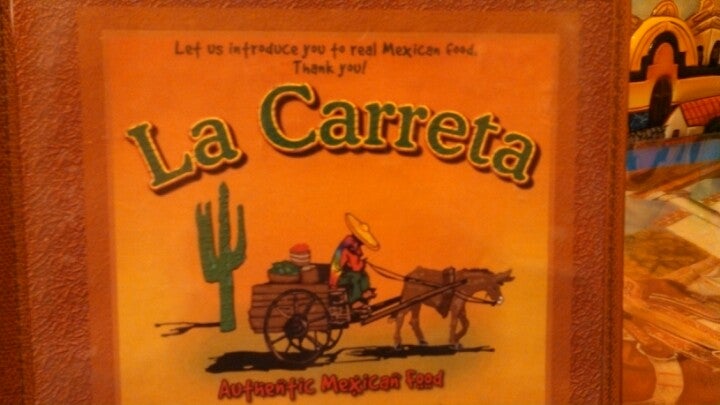 Let us introduce you to real Mexican food.
Thank you!
La Carreta
Authentic Mexican Food